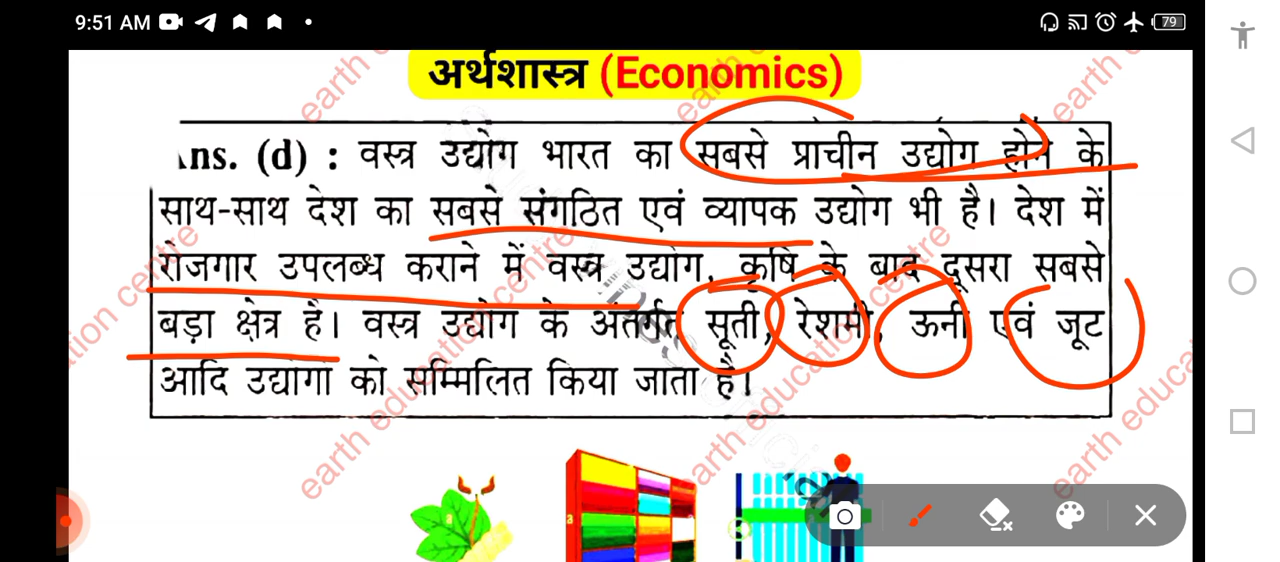 9:51 AM
79
अर्थशास्त्र (Economics)
Ans. (d) : वस्त्र उद्योग भारत का सबसे प्राचीन उद्योग होने के
साथ-साथ देश का सबसे संगठित एवं व्यापक उद्योग भी है। देश में
रोजगार उपलब्ध कराने में वस्त्र उद्योग, कृषि के बाद दूसरा सबसे
बड़ा क्षेत्र है। वस्त्र उद्योग के अंतर्गत सूती, रेशमी, ऊनी एवं जूट
आदि उद्योगों को सम्मिलित किया जाता है।
earth education centre